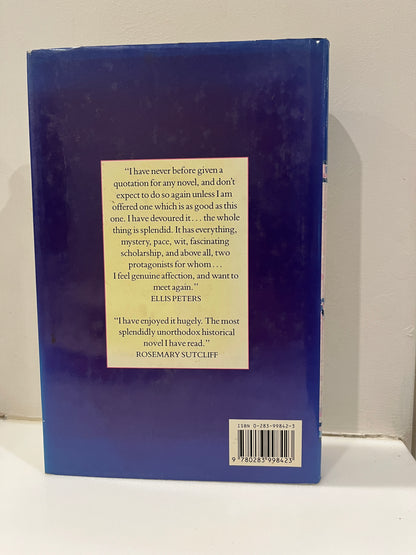 “I have never before given a
quotation for any novel, and don't
expect to do so again unless I am
offered one which is as good as this
one. I have devoured it... the whole
thing is splendid. It has everything,
mystery, pace, wit, fascinating
scholarship, and above all, two
protagonists for whom...
I feel genuine affection, and want to
meet again.”
ELLIS PETERS
“I have enjoyed it hugely. The most
splendidly unorthodox historical
novel I have read.”
ROSEMARY SUTCLIFF
ISBN 0-283-99842-3
9 780283 998423